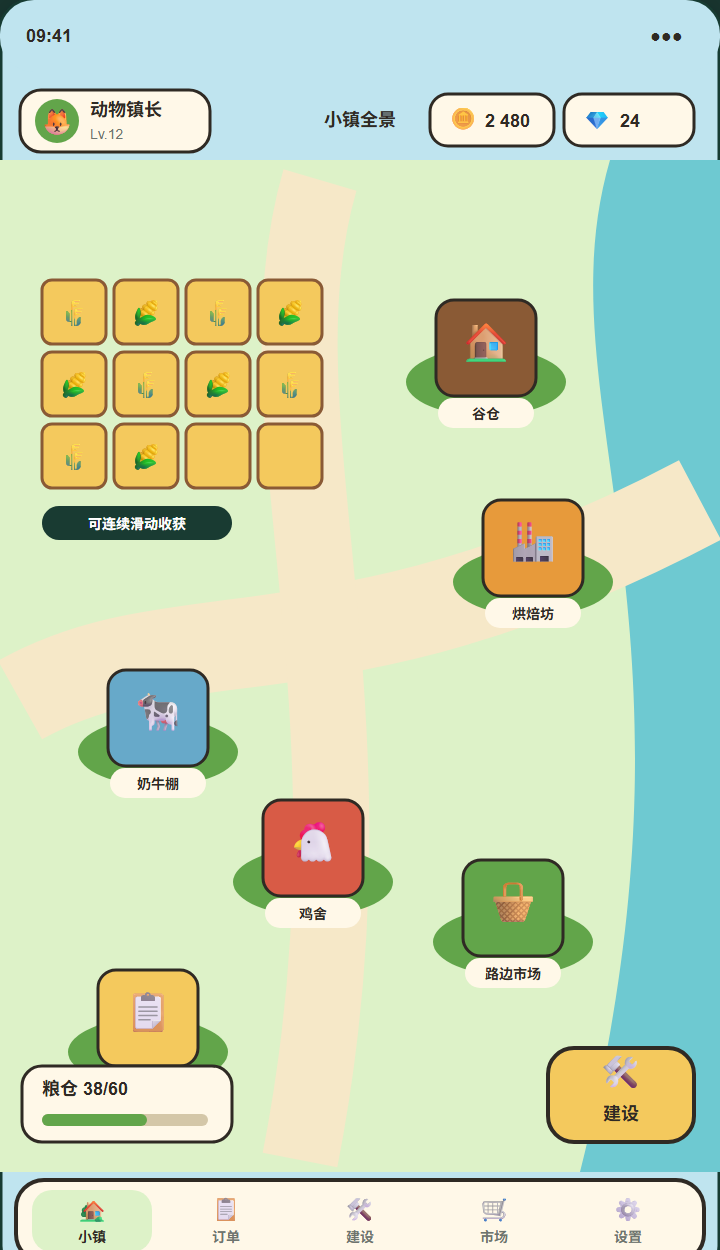 09:41
动物镇长
Lv.12
小镇全景
2 480
24
谷仓
可连续滑动收获
烘焙坊
奶牛棚
鸡舍
路边市场
粮仓 38/60
建设
小镇
订单
建设
市场
设置